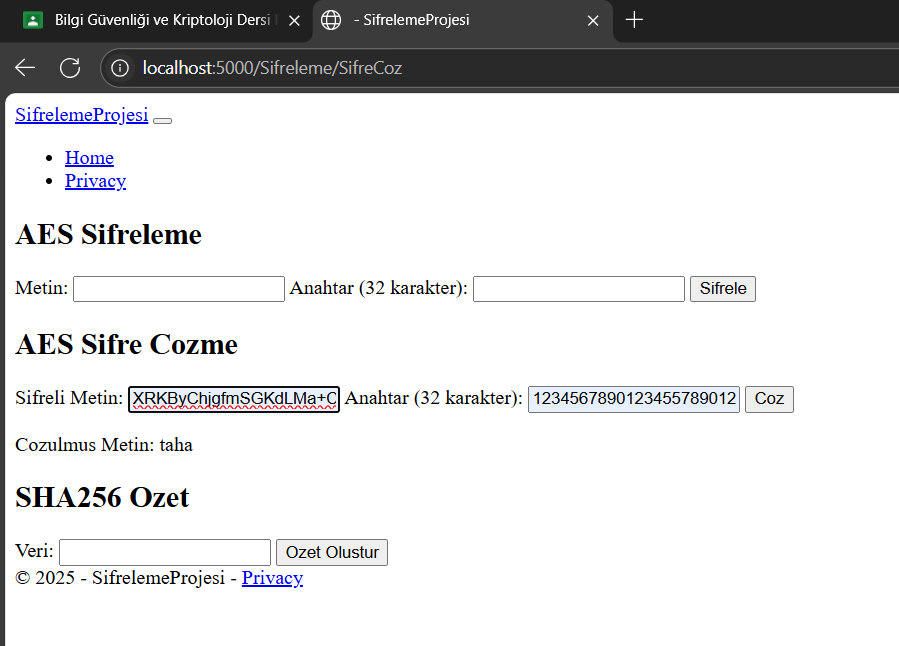 Bilgi Güvenliği ve Kriptoloji Dersi
- SifrelemeProjesi
localhost:5000/Sifreleme/SifreCoz
SifrelemeProjesi
Home
Privacy
AES Sifreleme
Metin: Anahtar (32 karakter): Sifrele
AES Sifre Cozme
Sifreli Metin: XRKByChjgfmSGKdLMa+C Anahtar (32 karakter): 1234567890123455789012 Coz
Cozulmus Metin: taha
SHA256 Ozet
Veri: Ozet Olustur
© 2025 - SifrelemeProjesi - Privacy